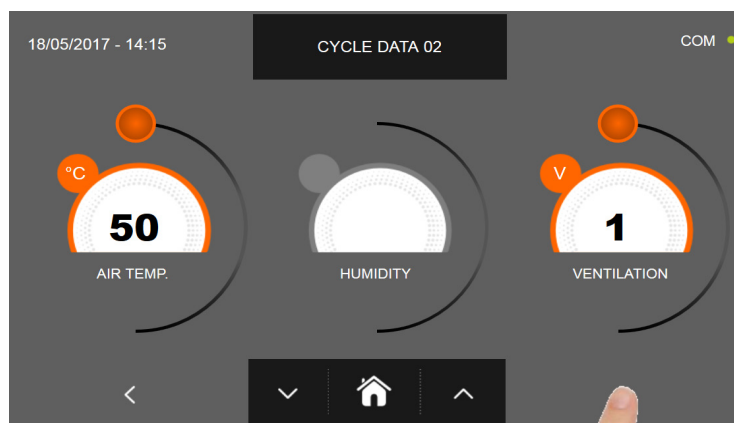 18/05/2017 - 14:15
CYCLE DATA 02
COM
°C
50
AIR TEMP.
HUMIDITY
V
1
VENTILATION